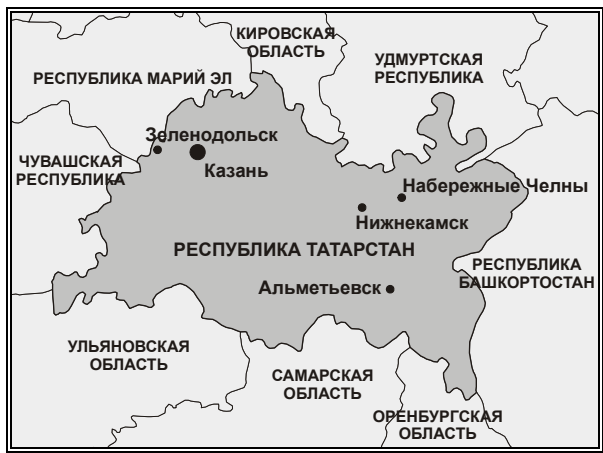 КИРОВСКАЯ
ОБЛАСТЬ
УДМУРТСКАЯ
РЕСПУБЛИКА
РЕСПУБЛИКА МАРИЙ ЭЛ
Зеленодольск
Казань
ЧУВАШСКАЯ
РЕСПУБЛИКА
Набережные Челны
Нижнекамск
РЕСПУБЛИКА ТАТАРСТАН
РЕСПУБЛИКА
БАШКОРТОСТАН
Альметьевск
УЛЬЯНОВСКАЯ
ОБЛАСТЬ
САМАРСКАЯ
ОБЛАСТЬ
ОРЕНБУРГСКАЯ
ОБЛАСТЬ